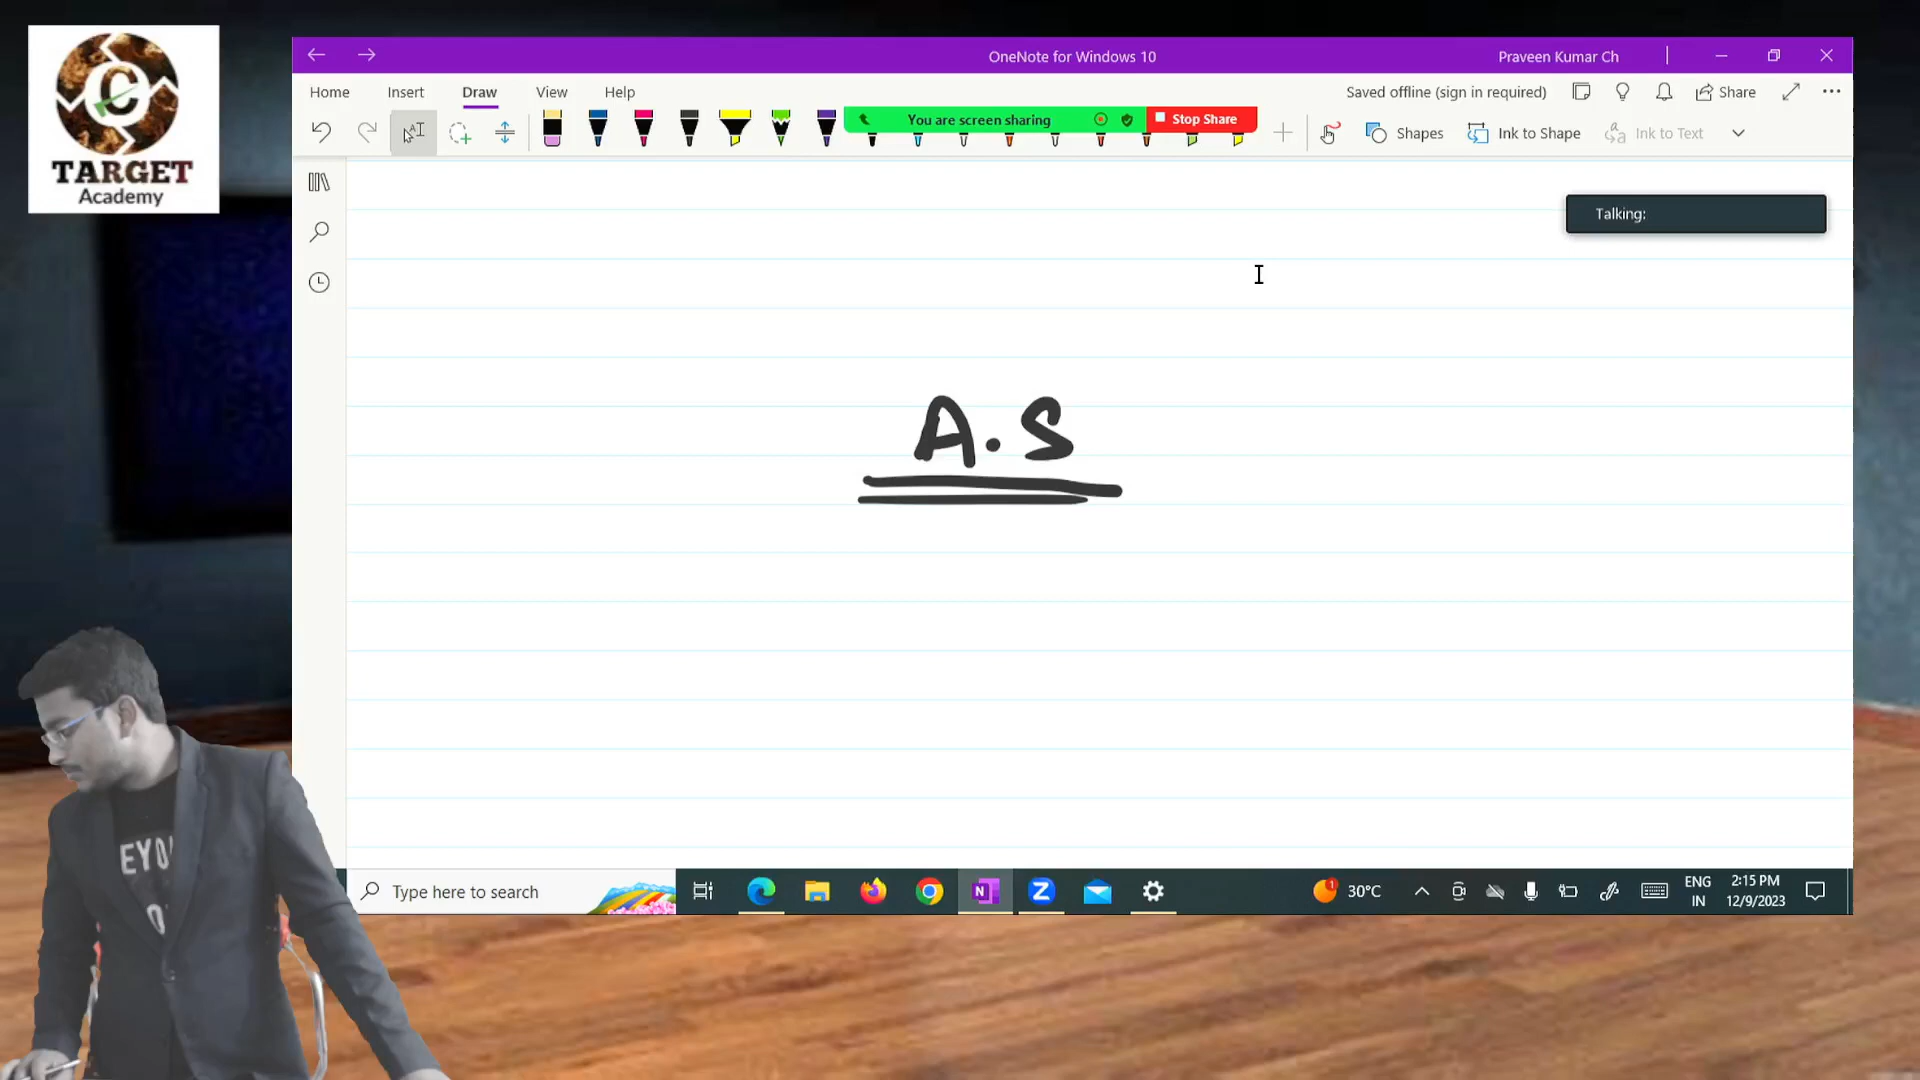 TARGET
Academy
OneNote for Windows 10
Praveen Kumar Ch
Home Insert Draw View Help
Saved offline (sign in required)
Share
You are screen sharing
Stop Share
Shapes
Ink to Shape
Ink to Text
Talking:
A.S
EYO
Type here to search
30°C
ENG
IN
2:15 PM
12/9/2023